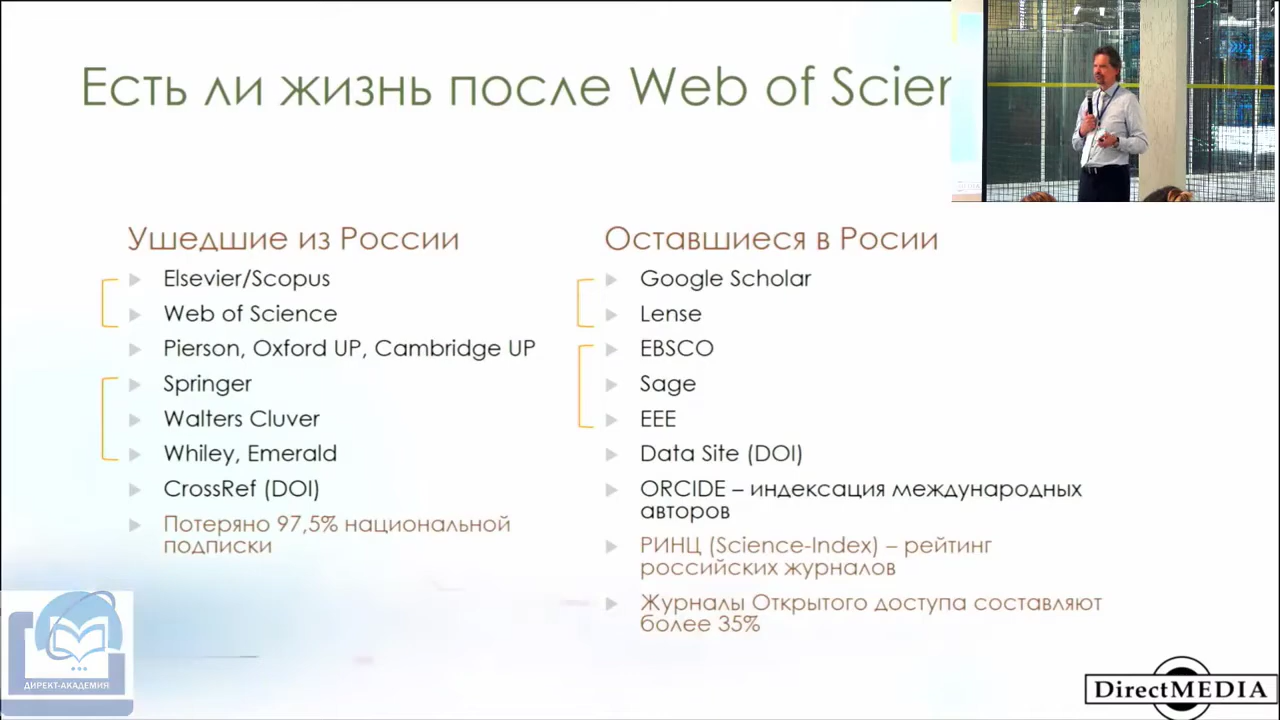 Есть ли жизнь после Web of Scien
Ушедшие из России
Elsevier/Scopus
Web of Science
Pierson, Oxford UP, Cambridge UP
Springer
Walters Cluver
Whiley, Emerald
CrossRef (DOI)
Потеряно 97,5% национальной
подписки
Оставшиеся в Росии
Google Scholar
Lense
EBSCO
Sage
EEE
Data Site (DOI)
ORCIDE – индексация международных
авторов
РИНЦ (Science-Index) – рейтинг
российских журналов
Журналы Открытого доступа составляют
более 35%
ДИРЕКТ-АКАДЕМИЯ
DirectMEDIA